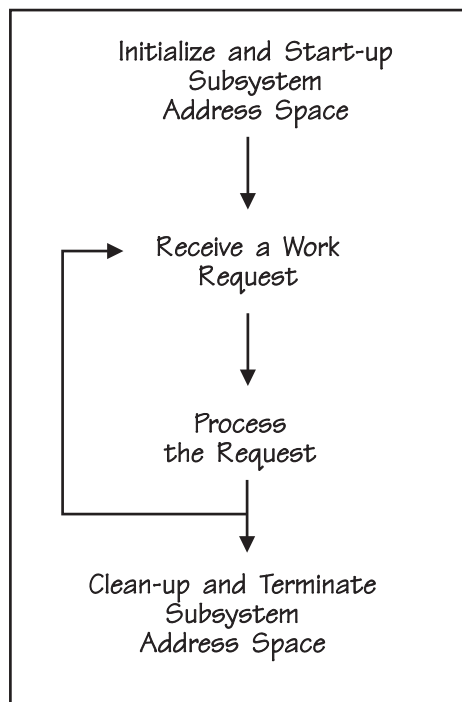 Initialize and Start-up
Subsystem
Address Space
Receive a Work
Request
Process
the Request
Clean-up and Terminate
Subsystem
Address Space